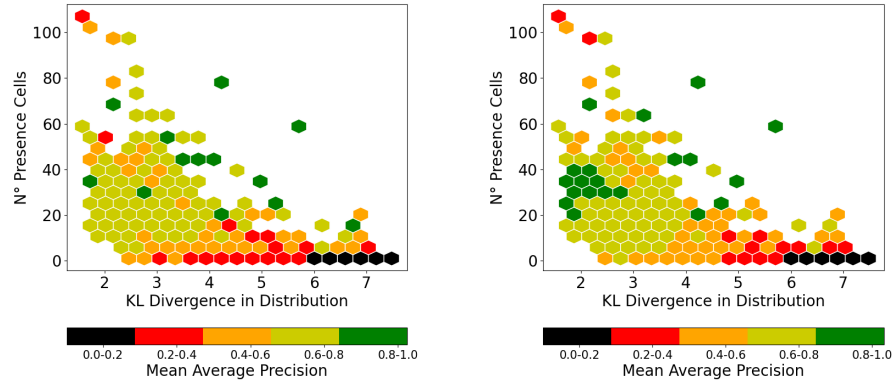 N° Presence Cells
100
80
60
40
20
0
2 3 4 5 6 7
KL Divergence in Distribution
0.0-0.2 0.2-0.4 0.4-0.6 0.6-0.8 0.8-1.0
Mean Average Precision
N° Presence Cells
100
80
60
40
20
0
2 3 4 5 6 7
KL Divergence in Distribution
0.0-0.2 0.2-0.4 0.4-0.6 0.6-0.8 0.8-1.0
Mean Average Precision